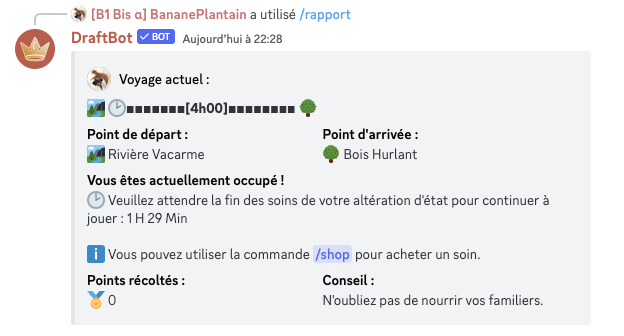 [B1 Bis α] BananePlantain a utilisé /rapport
DraftBot ✓ BOT Aujourd’hui à 22:28
Voyage actuel :
[4h00]
Point de départ : Point d'arrivée :
Rivière Vacarme Bois Hurlant
Vous êtes actuellement occupé !
Veuillez attendre la fin des soins de votre altération d'état pour continuer à
jouer : 1 H 29 Min
Vous pouvez utiliser la commande /shop pour acheter un soin.
Points récoltés : Conseil :
0 N'oubliez pas de nourrir vos familiers.